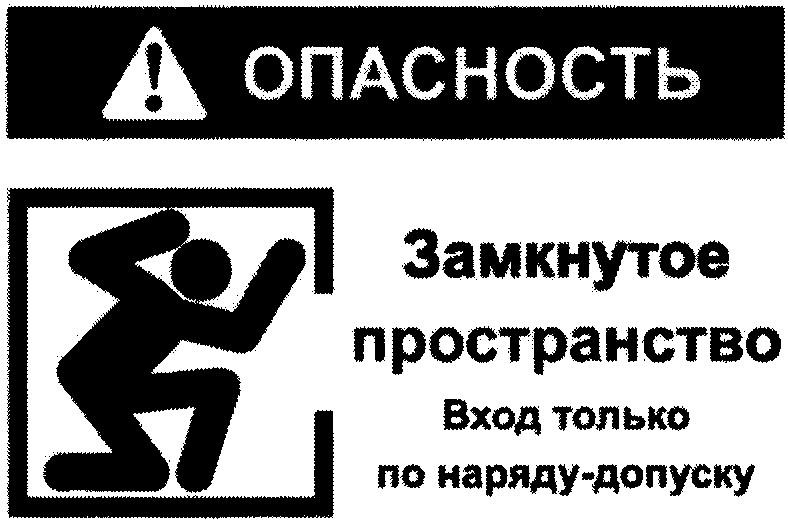 ОПАСНОСТЬ
Замкнутое
пространство
Вход только
по наряду-допуску